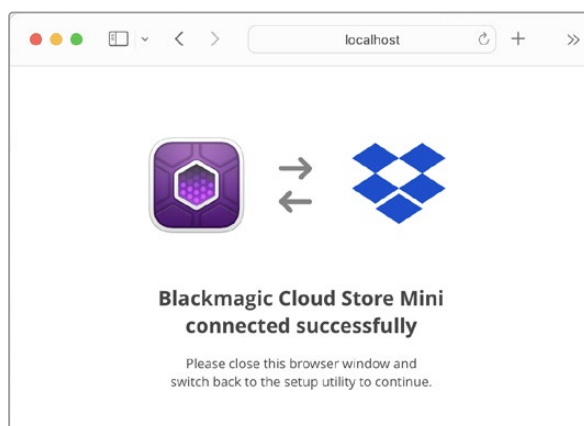 localhost
Blackmagic Cloud Store Mini
connected successfully
Please close this browser window and
switch back to the setup utility to continue.